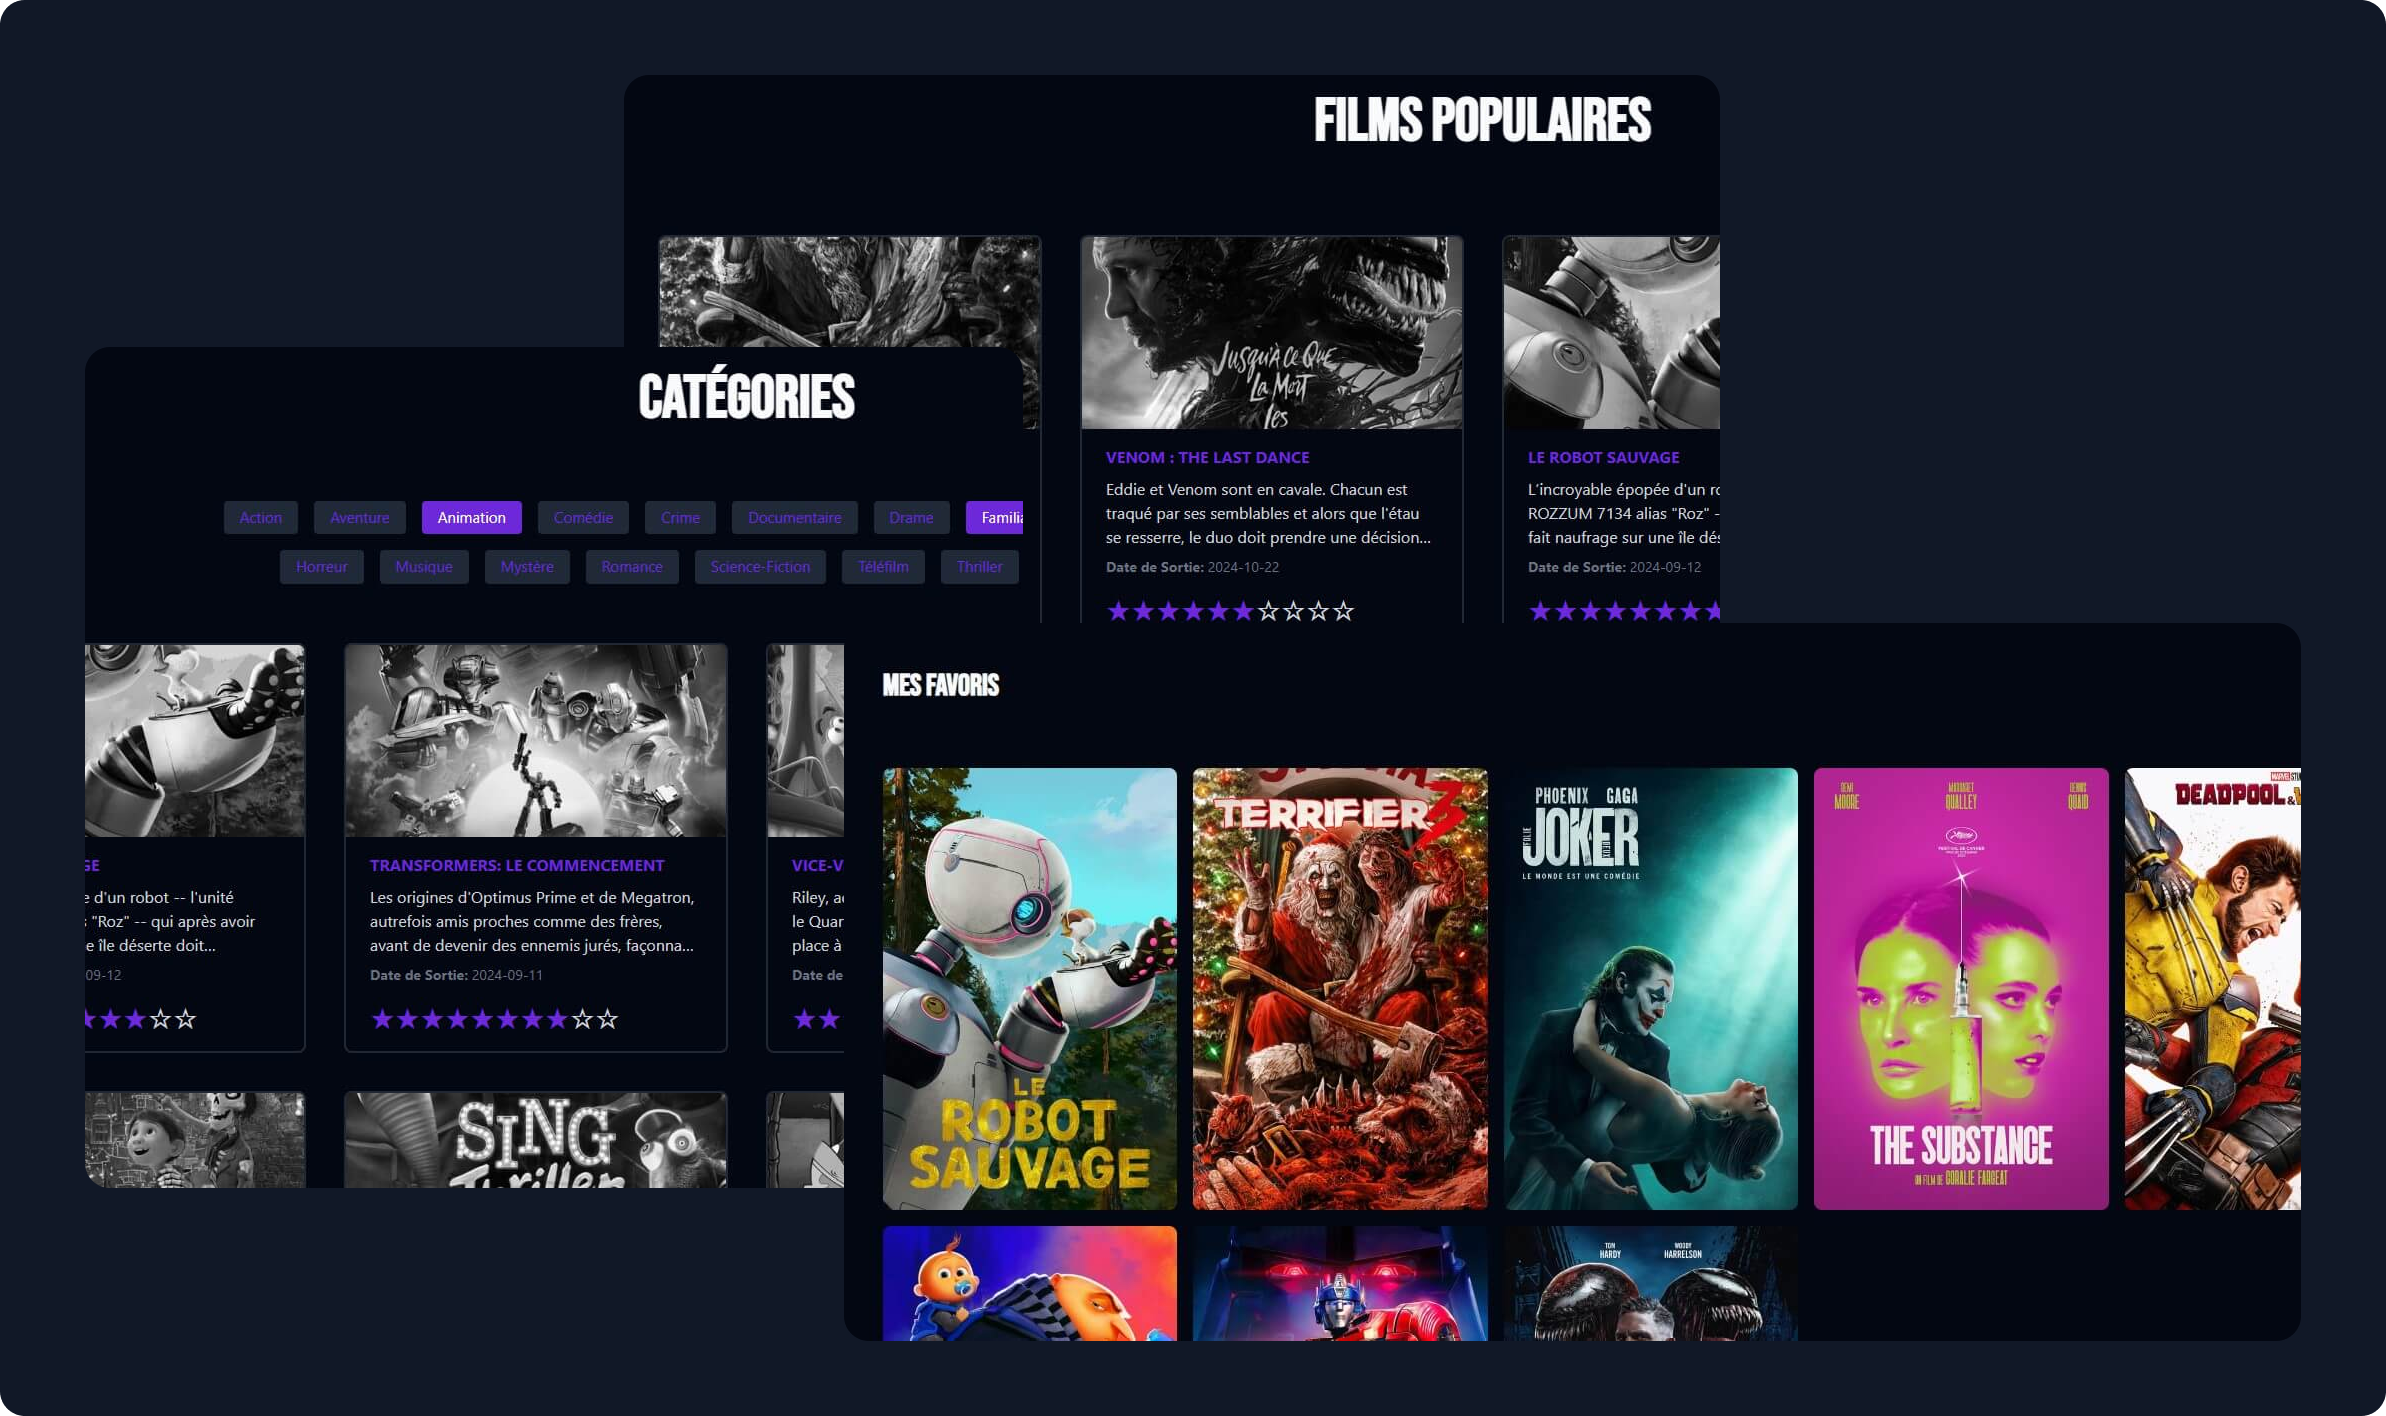 FILMS POPULAIRES
JUSQU'À CE QUE
LA MORT
LES
VENOM : THE LAST DANCE
Eddie et Venom sont en cavale. Chacun est
traqué par ses semblables et alors que l'étau
se resserre, le duo doit prendre une décision...
Date de Sortie: 2024-10-22
★★★★★★☆☆☆☆
LE ROBOT SAUVAGE
L'incroyable épopée d'un
ROZZUM 7134 alias "Roz" -
fait naufrage sur une île
Date de Sortie: 2024-09-12
★★★★★★★★
CATÉGORIES
Action Aventure Animation Comédie Crime Documentaire Drame
Horreur Musique Mystère Romance Science-Fiction Téléfilm Thriller
d'un robot -- l'unité
"Roz" -- qui après avoir
île déserte doit...
09-12
★★★☆☆
TRANSFORMERS: LE COMMENCEMENT
Les origines d'Optimus Prime et de Megatron,
autrefois amis proches comme des frères,
avant de devenir des ennemis jurés, façonna...
Date de Sortie: 2024-09-11
★★★★★★★★☆☆
VICE-V
Riley,
le Quar
place à
Date de
★★
SING
Thriller
MES FAVORIS
LE
ROBOT
SAUVAGE
TERRIFIER 3
PHOENIX GAGA
JOKER
FOLIE À DEUX
LE MONDE EST UNE COMÉDIE
DEMI MARGARET DENNIS
MOORE QUALLEY QUAID
FESTIVAL DE CANNES
THE SUBSTANCE
UN FILM DE CORALIE FARGEAT
DEADPOOL &
TOM WOODY
HARDY HARRELSON